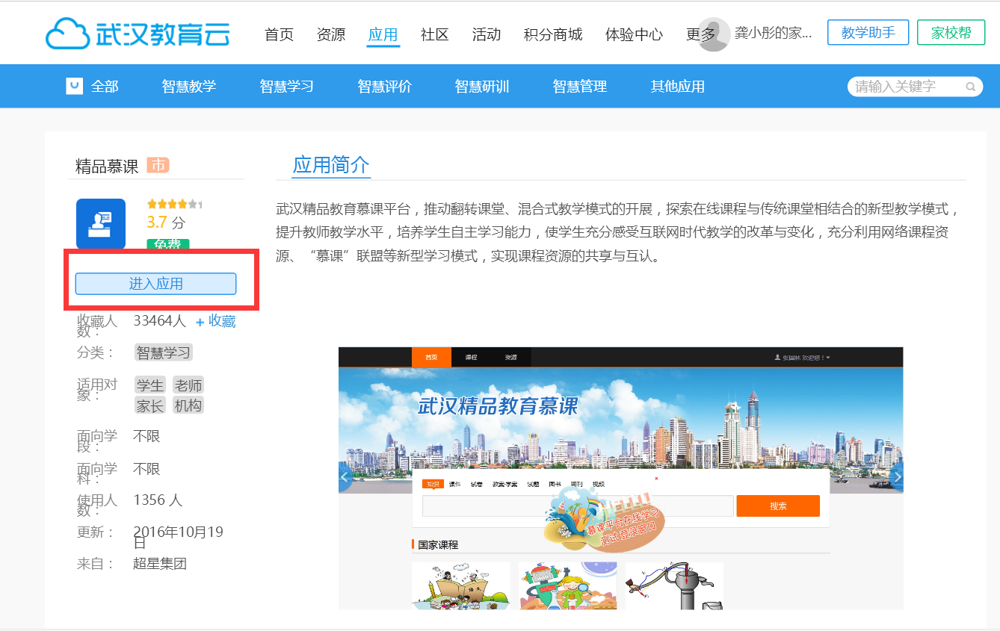 武汉教育云
首页 资源 应用 社区 活动 积分商城 体验中心 更多 龚小彤的家... 教学助手 家校帮
全部 智慧教学 智慧学习 智慧评价 智慧研训 智慧管理 其他应用 请输入关键字
精品慕课 市
3.7 分
免费
进入应用
收藏人数： 33464人 + 收藏
分类： 智慧学习
适用对象： 学生 老师
家长 机构
面向学段： 不限
面向学科： 不限
使用人数： 1356 人
更新： 2016年10月19日
来自： 超星集团
应用简介
武汉精品教育慕课平台，推动翻转课堂、混合式教学模式的开展，探索在线课程与传统课堂相结合的新型教学模式，
提升教师教学水平，培养学生自主学习能力，使学生充分感受互联网时代教学的改革与变化，充分利用网络课程资
源、“慕课”联盟等新型学习模式，实现课程资源的共享与互认。
首页 课程 资源 张国林 欢迎您！
武汉精品教育慕课
知识 课件 试卷 教案·学案 试题 图书 期刊 视频
搜索
慕课平台在线学习
测试 登录窗口
国家课程
语文